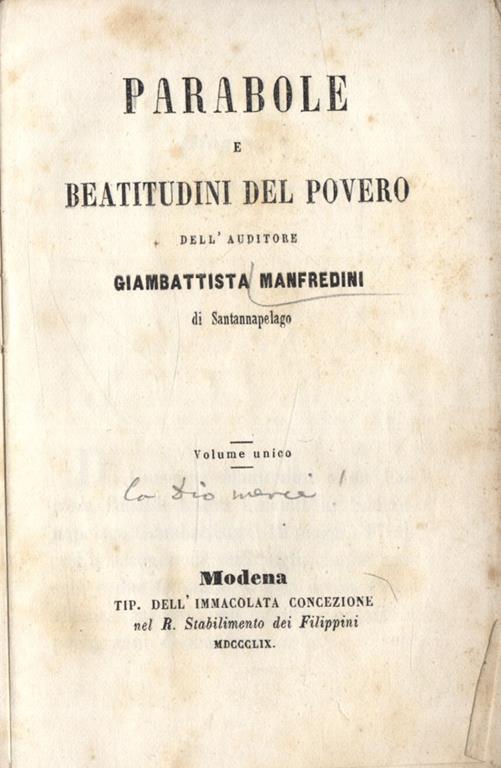 PARABOLE
E
BEATITUDINI DEL POVERO
DELL' AUDITORE
GIAMBATTISTA MANFREDINI
di Santannapelago
Volume unico
la Dio mercé!
Modena
TIP. DELL' IMMACOLATA CONCEZIONE
nel R. Stabilimento dei Filippini
MDCCCLIX.